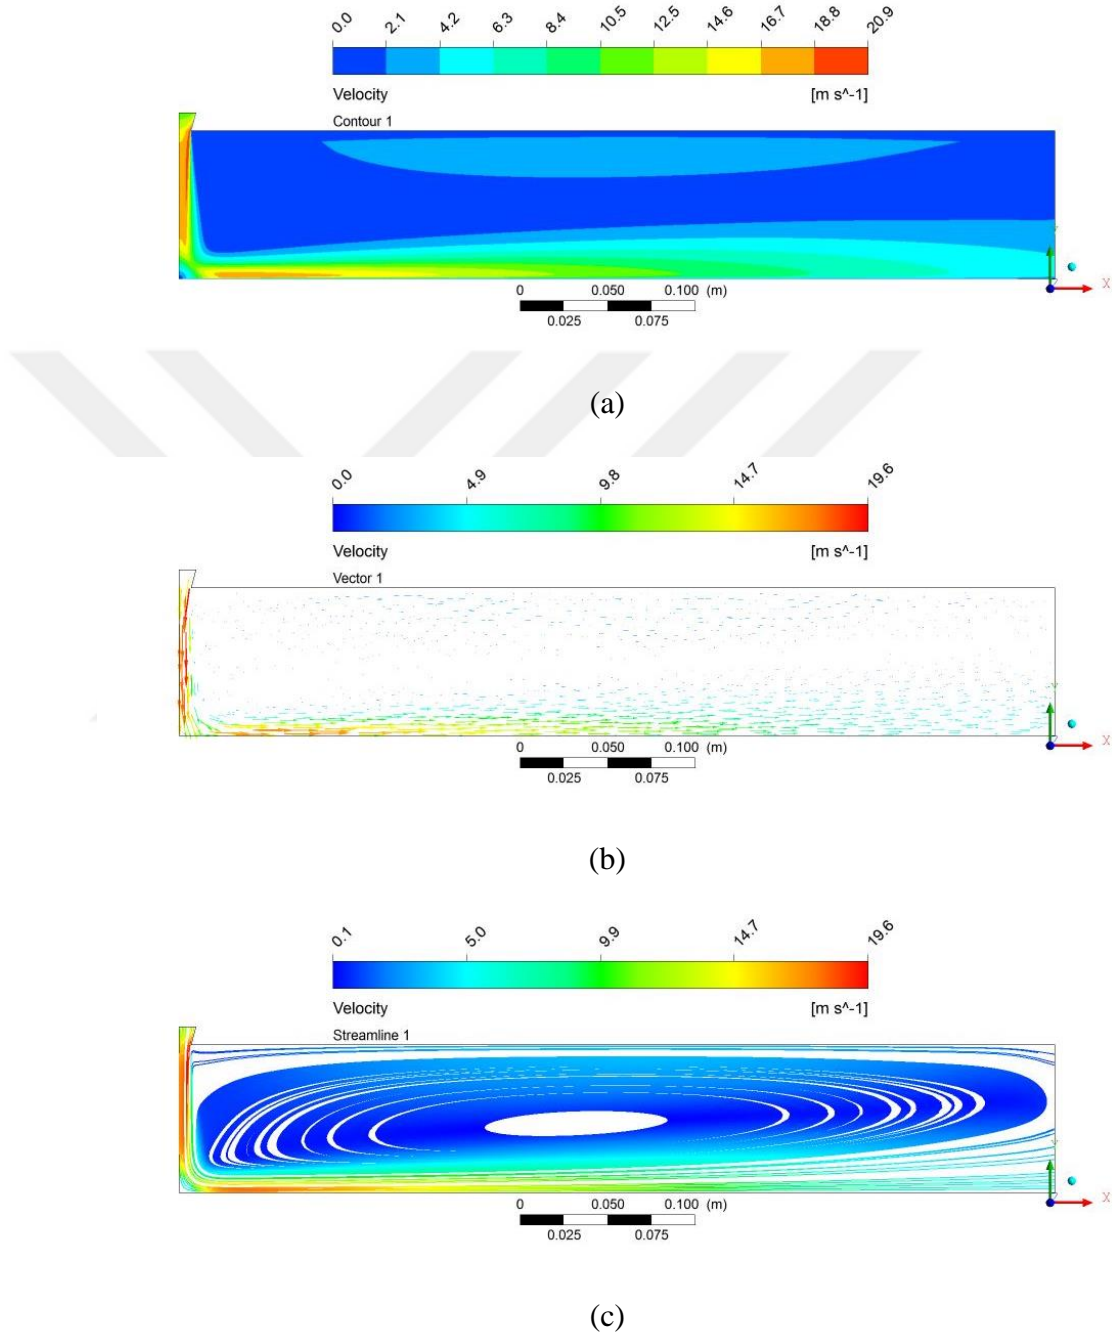 0.0 2.1 4.2 6.3 8.4 10.5 12.5 14.6 16.7 18.8 20.9
Velocity [m s^-1]
Contour 1
Y
X
0 0.050 0.100 (m)
0.025 0.075
(a)
0.0 4.9 9.8 14.7 19.6
Velocity [m s^-1]
Vector 1
Y
X
0 0.050 0.100 (m)
0.025 0.075
(b)
0.1 5.0 9.9 14.7 19.6
Velocity [m s^-1]
Streamline 1
Y
X
0 0.050 0.100 (m)
0.025 0.075
(c)